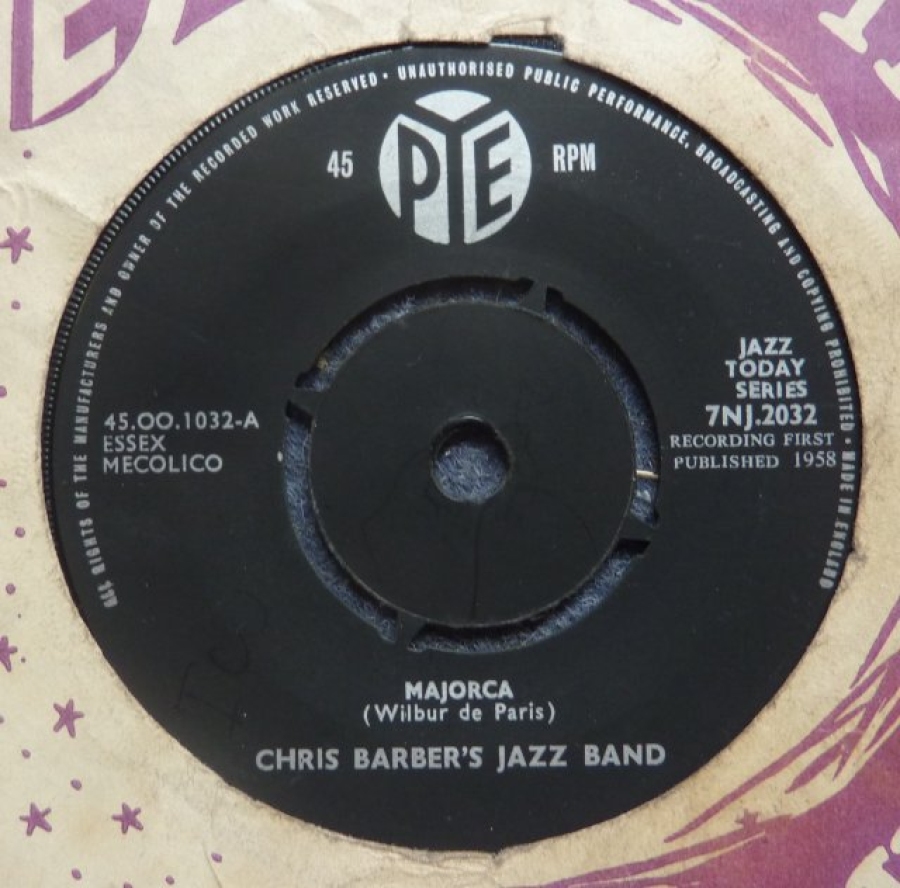 ALL RIGHTS OF THE MANUFACTURERS AND OWNER OF THE RECORDED WORK RESERVED • UNAUTHORISED PUBLIC PERFORMANCE, BROADCASTING AND COPYING PROHIBITED • MADE IN ENGLAND
45 PYE RPM
JAZZ
TODAY
SERIES
7NJ.2032
RECORDING FIRST
PUBLISHED 1958
45.OO.1032-A
ESSEX
MECOLICO
MAJORCA
(Wilbur de Paris)
CHRIS BARBER'S JAZZ BAND